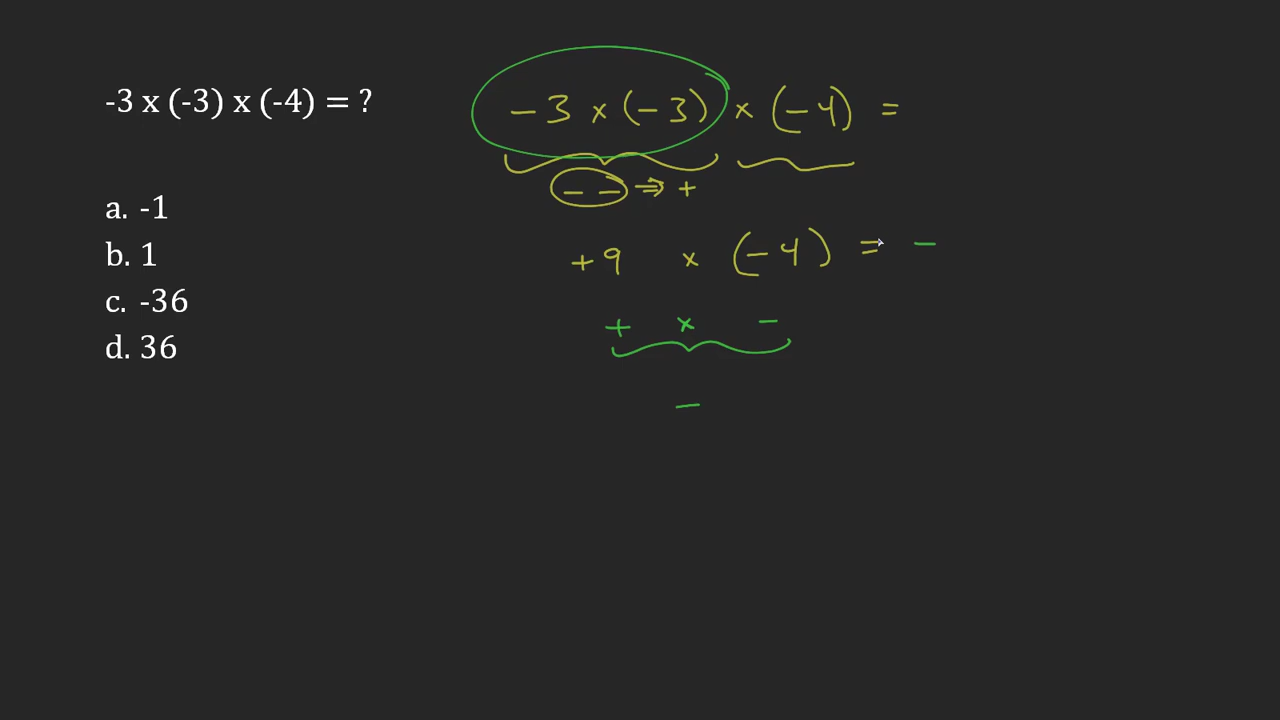 -3 x (-3) x (-4) = ?
a. -1
b. 1
c. -36
d. 36
-3 x (-3) x (-4) =
- - ⇒ +
+9 x (-4) = -
+ x -
-